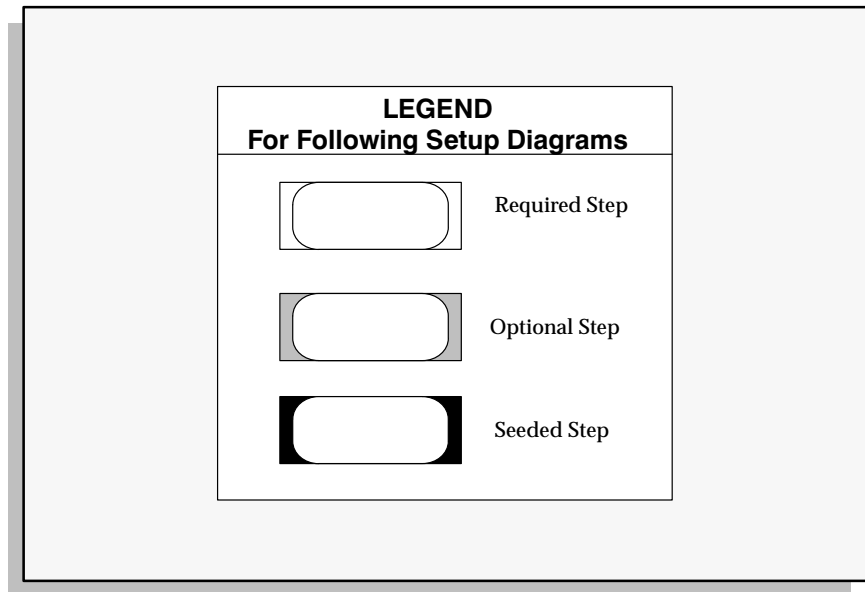 LEGEND
For Following Setup Diagrams
Required Step
Optional Step
Seeded Step